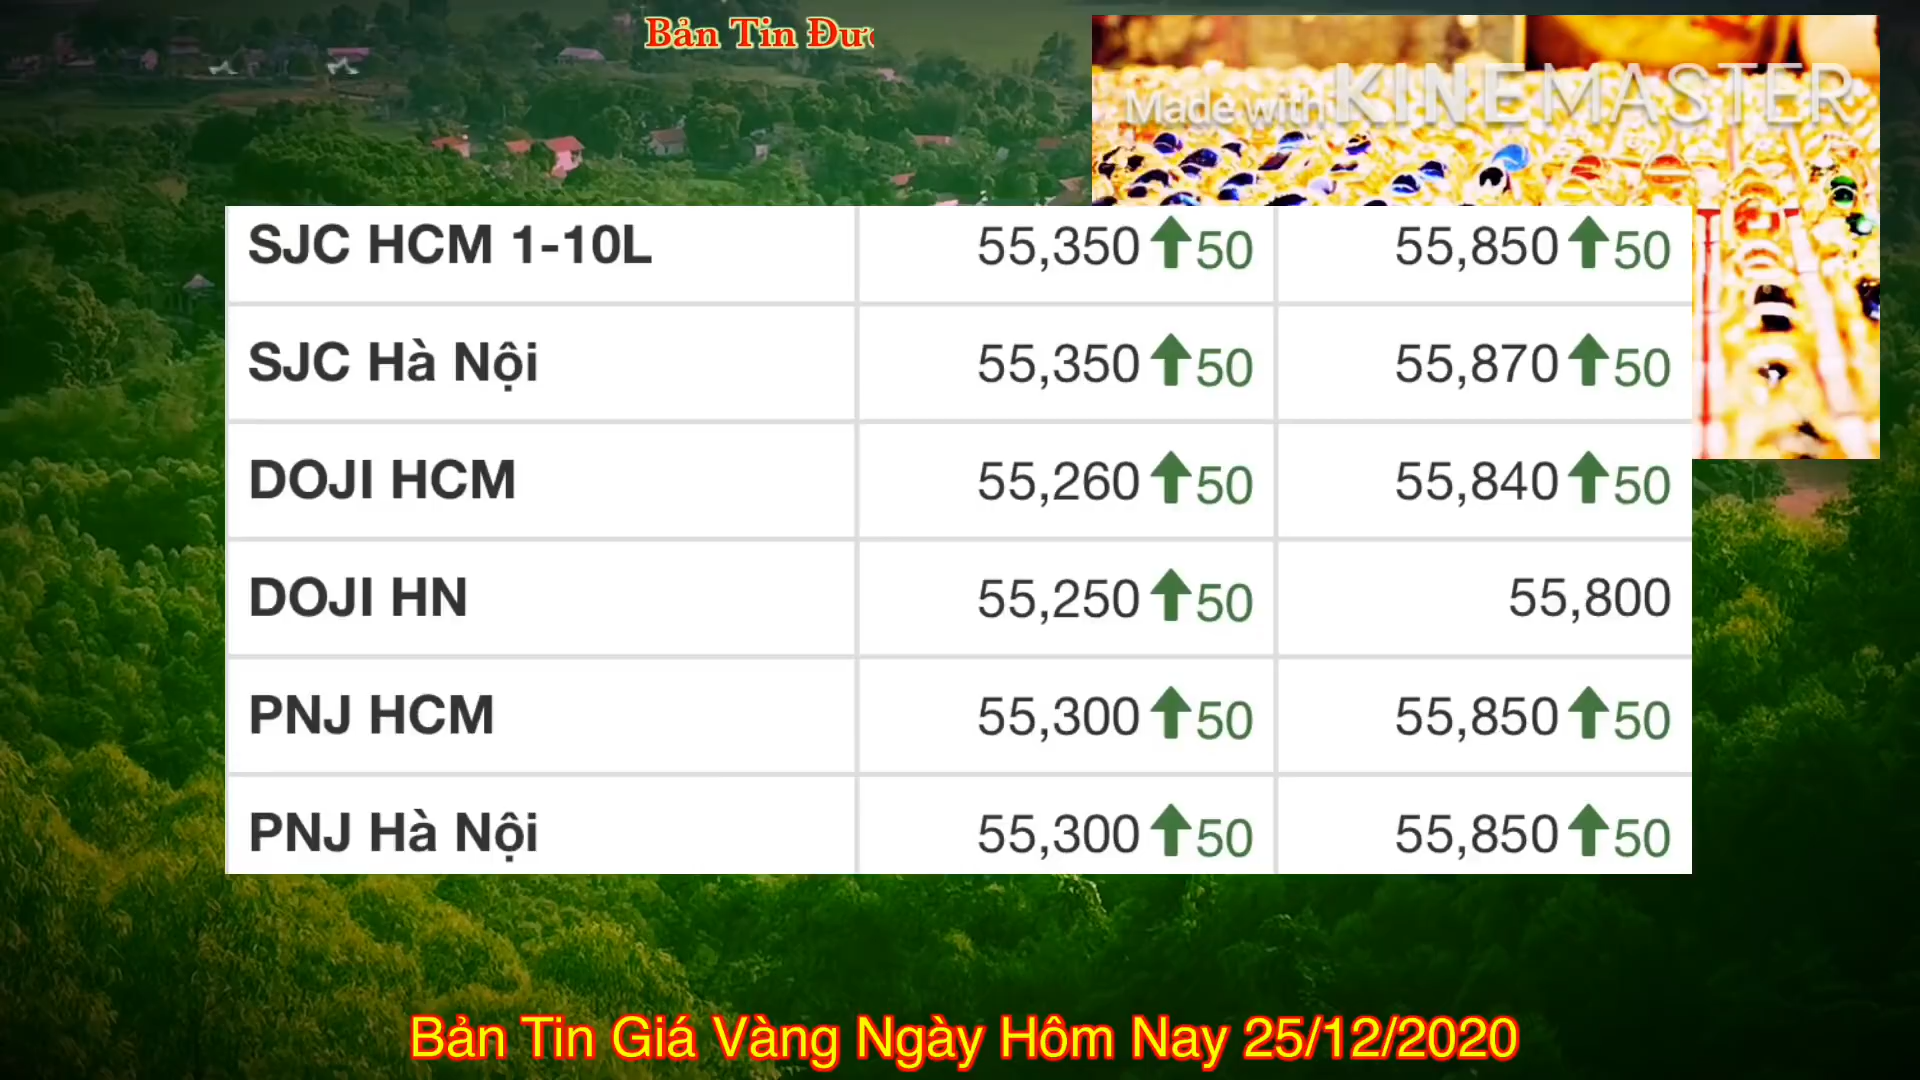 Bản Tin Đư
Made with KINEMASTER
SJC HCM 1-10L 55,350 50 55,850 50
SJC Hà Nội 55,350 50 55,870 50
DOJI HCM 55,260 50 55,840 50
DOJI HN 55,250 50 55,800
PNJ HCM 55,300 50 55,850 50
PNJ Hà Nội 55,300 50 55,850 50
Bản Tin Giá Vàng Ngày Hôm Nay 25/12/2020